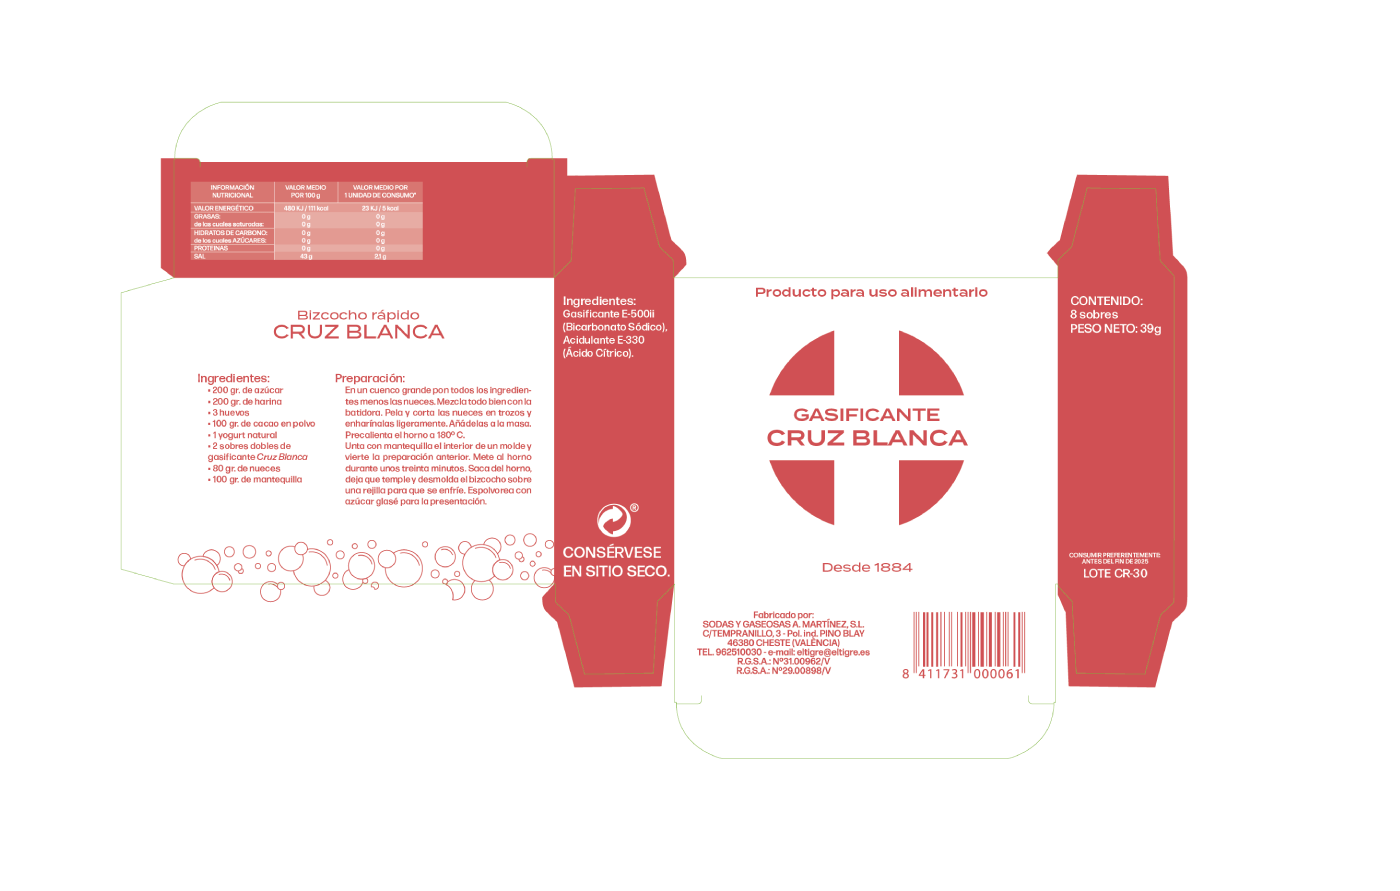 INFORMACIÓN NUTRICIONAL
VALOR MEDIO POR 100 g
VALOR MEDIO POR 1 UNIDAD DE CONSUMO*
VALOR ENERGÉTICO 480 KJ / 111 kcal 23 KJ / 5 kcal
GRASAS: 0 g 0 g
de las cuales saturadas: 0 g 0 g
HIDRATOS DE CARBONO: 0 g 0 g
de los cuales AZÚCARES: 0 g 0 g
PROTEINAS 0 g 0 g
SAL 43 g 2,1 g
Bizcocho rápido
CRUZ BLANCA
Ingredientes:
• 200 gr. de azúcar
• 200 gr. de harina
• 3 huevos
• 100 gr. de cacao en polvo
• 1 yogurt natural
• 2 sobres dobles de
gasificante Cruz Blanca
• 80 gr. de nueces
• 100 gr. de mantequilla
Preparación:
En un cuenco grande pon todos los ingredien-
tes menos las nueces. Mezcla todo bien con la
batidora. Pela y corta las nueces en trozos y
enharínalas ligeramente. Añádelas a la masa.
Precalienta el horno a 180º C.
Unta con mantequilla el interior de un molde y
vierte la preparación anterior. Mete al horno
durante unos treinta minutos. Saca del horno,
deja que temple y desmolda el bizcocho sobre
una rejilla para que se enfríe. Espolvorea con
azúcar glasé para la presentación.
Ingredientes:
Gasificante E-500ii
(Bicarbonato Sódico),
Acidulante E-330
(Ácido Cítrico).
®
CONSÉRVESE
EN SITIO SECO.
Producto para uso alimentario
GASIFICANTE
CRUZ BLANCA
Desde 1884
Fabricado por:
SODAS Y GASEOSAS A. MARTÍNEZ, S.L.
C/TEMPRANILLO, 3 - Pol. ind. PINO BLAY
46380 CHESTE (VALÈNCIA)
TEL. 962510030 - e-mail: eltigre@eltigre.es
R.G.S.A.: Nº31.00962/V
R.G.S.A.: Nº29.00898/V
8 411731 000061
CONTENIDO:
8 sobres
PESO NETO: 39g
CONSUMIR PREFERENTEMENTE
ANTES DEL FIN DE 2025
LOTE CR-30